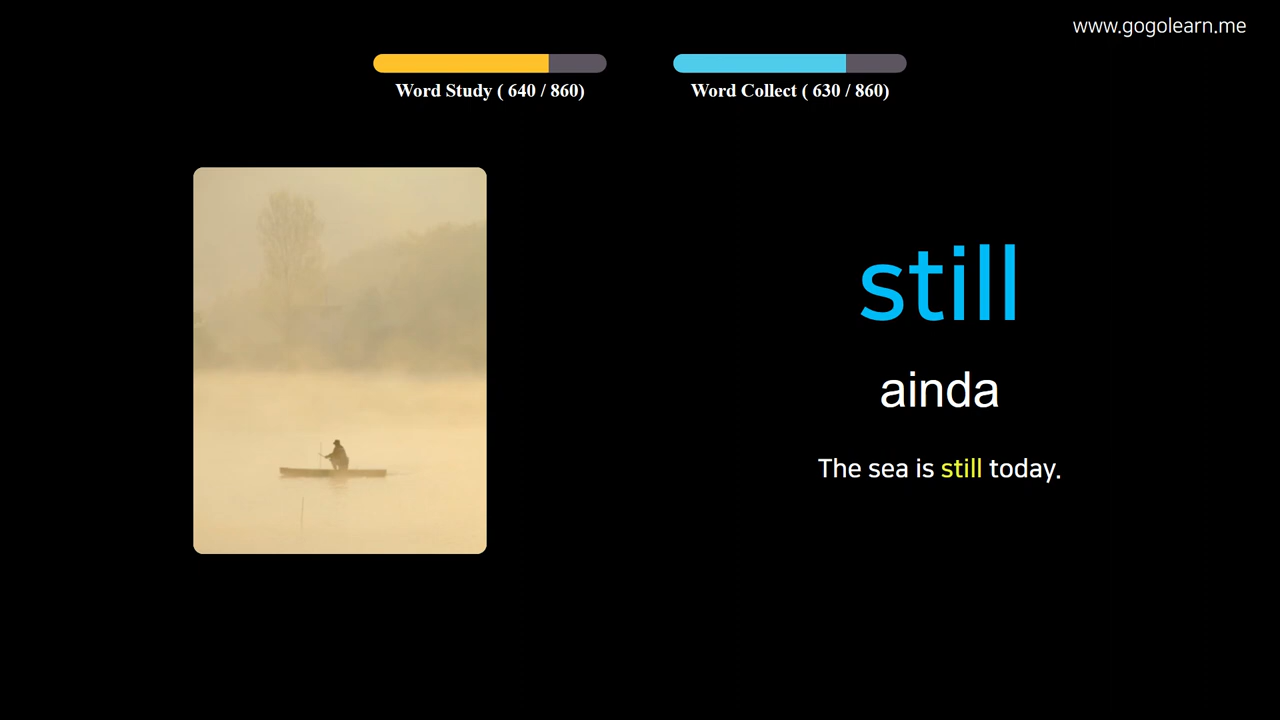 www.gogolearn.me
Word Study ( 640 / 860)
Word Collect ( 630 / 860)
still
ainda
The sea is still today.